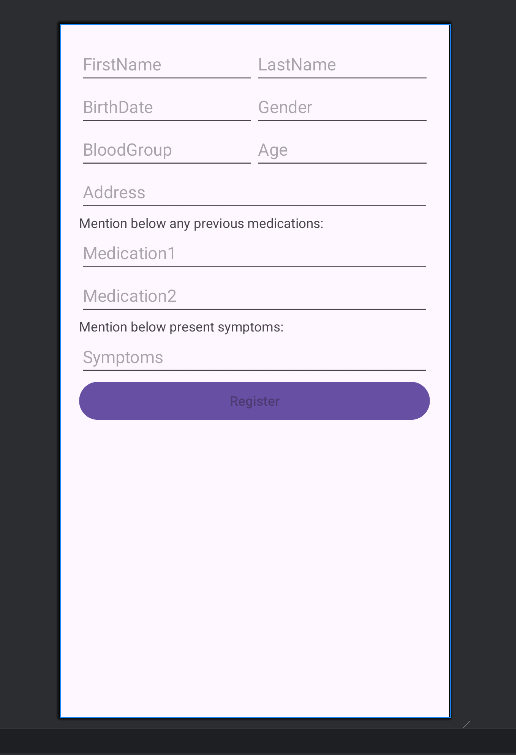 FirstName LastName
BirthDate Gender
BloodGroup Age
Address
Mention below any previous medications:
Medication1
Medication2
Mention below present symptoms:
Symptoms
Register